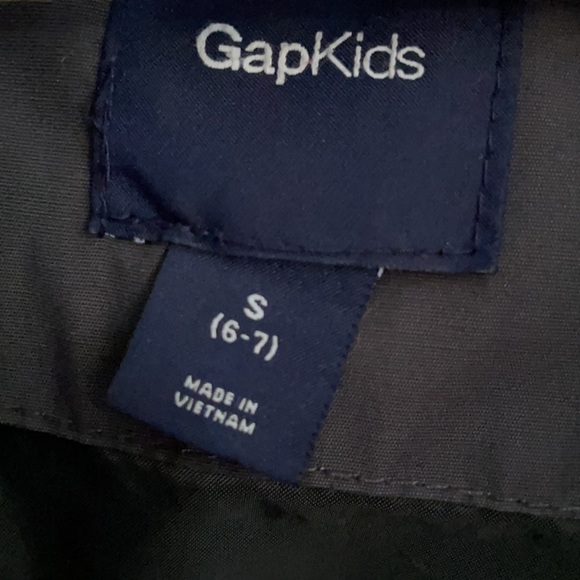 GapKids
S
(6-7)
MADE IN
VIETNAM